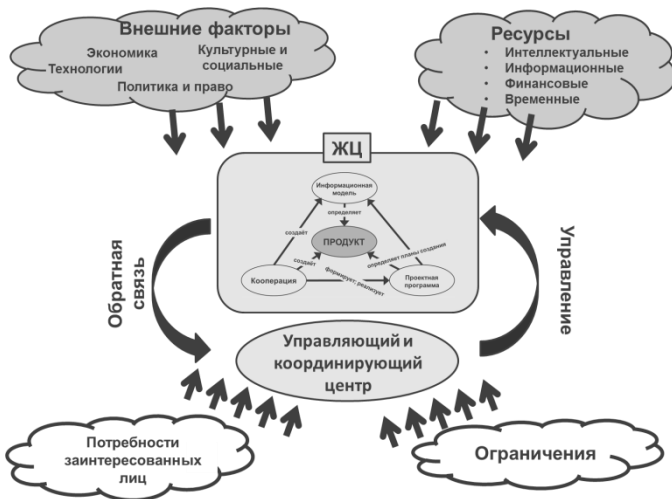 Внешние факторы
Экономика
Культурные и
социальные
Технологии
Политика и право
Ресурсы
• Интеллектуальные
• Информационные
• Финансовые
• Временные
ЖЦ
Информационная
модель
определяет
создаёт
ПРОДУКТ
создаёт
определяет планы создания
Кооперация
формирует, реализует
Проектная
программа
Обратная
связь
Управление
Управляющий и
координирующий
центр
Потребности
заинтересованных
лиц
Ограничения